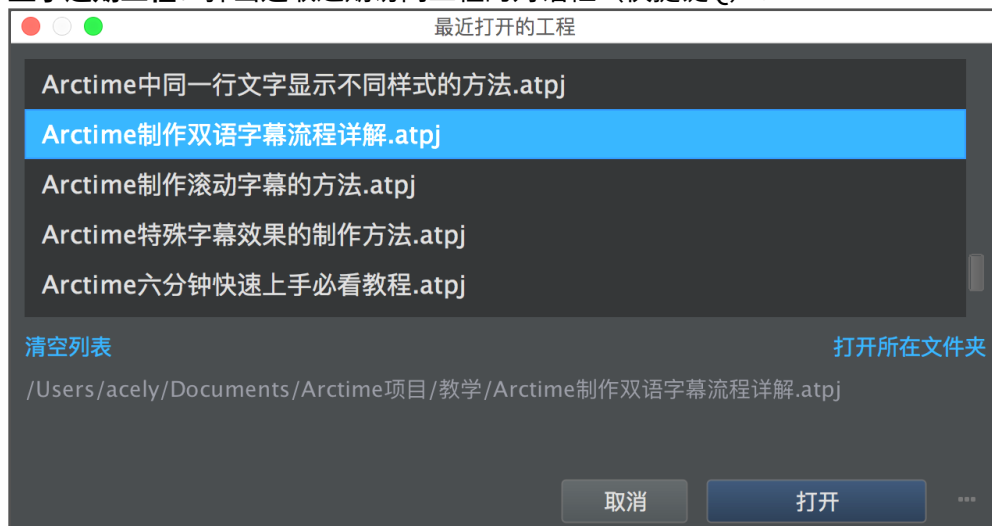 最近打开的工程
Arctime中同一行文字显示不同样式的方法.atpj
Arctime制作双语字幕流程详解.atpj
Arctime制作滚动字幕的方法.atpj
Arctime特殊字幕效果的制作方法.atpj
Arctime六分钟快速上手必看教程.atpj
清空列表 打开所在文件夹
/Users/acely/Documents/Arctime项目/教学/Arctime制作双语字幕流程详解.atpj
取消 打开